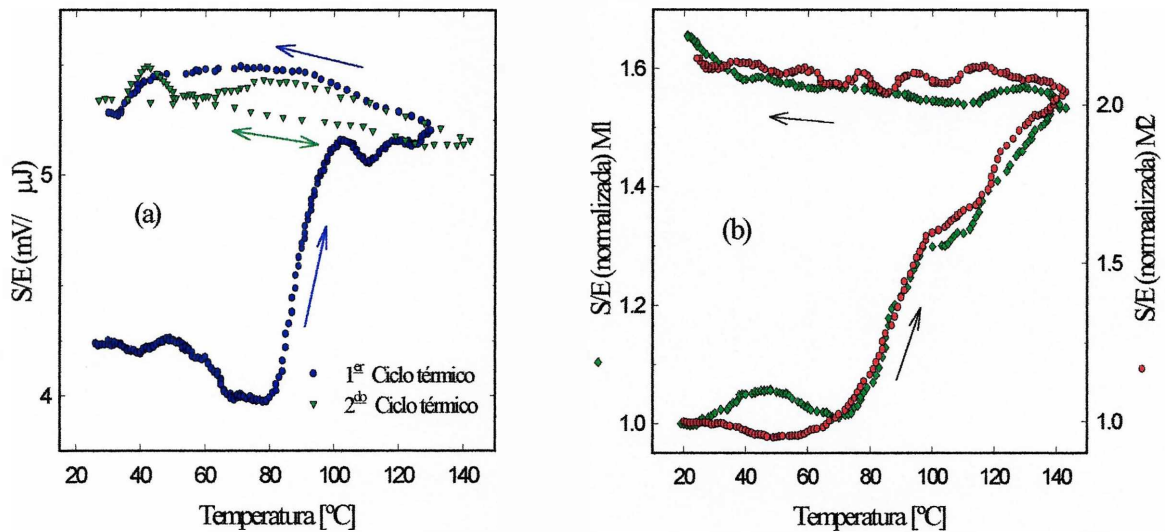 (a)
S/E (mV/ µJ)
5
4
1er Ciclo térmico
2do Ciclo térmico
20 40 60 80 100 120 140
Temperatura [ºC]
(b)
S/E (normalizada) M1
1.6
1.4
1.2
1.0
S/E (normalizada) M2
2.0
1.5
1.0
20 40 60 80 100 120 140
Temperatura [ºC]